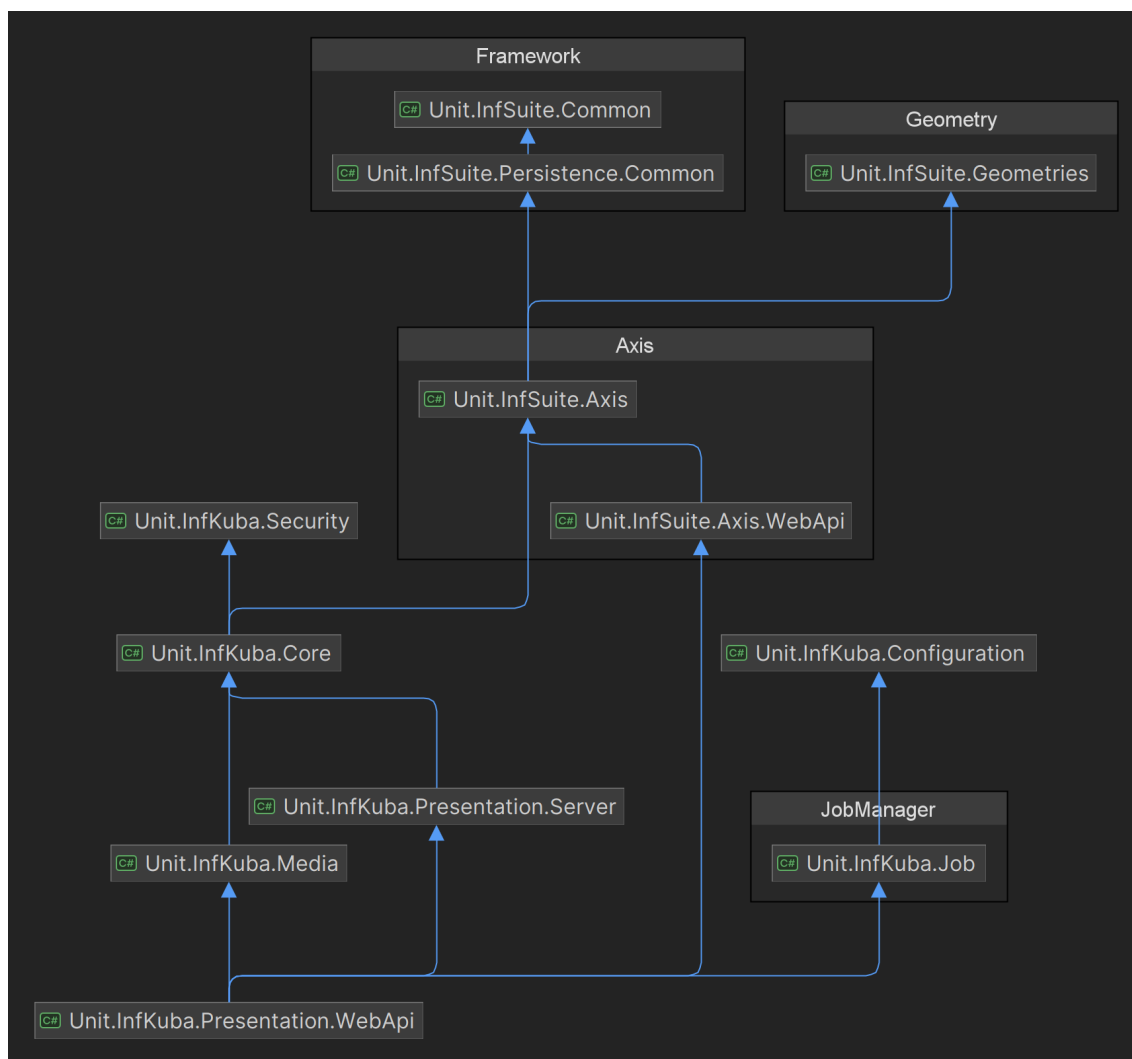 Framework
C# Unit.InfSuite.Common
Geometry
C# Unit.InfSuite.Persistence.Common
C# Unit.InfSuite.Geometries
Axis
C# Unit.InfSuite.Axis
C# Unit.InfKuba.Security
C# Unit.InfSuite.Axis.WebApi
C# Unit.InfKuba.Core
C# Unit.InfKuba.Configuration
C# Unit.InfKuba.Presentation.Server
JobManager
C# Unit.InfKuba.Media
C# Unit.InfKuba.Job
C# Unit.InfKuba.Presentation.WebApi